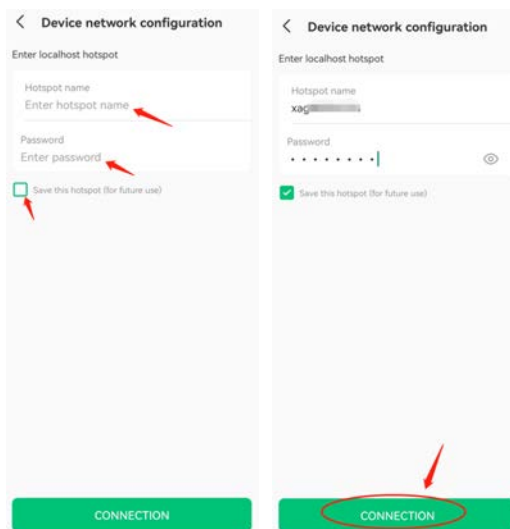 Device network configuration
Enter localhost hotspot
Hotspot name
Enter hotspot name
Password
Enter password
Save this hotspot (for future use)
CONNECTION
Device network configuration
Enter localhost hotspot
Hotspot name
xag
Password
Save this hotspot (for future use)
CONNECTION